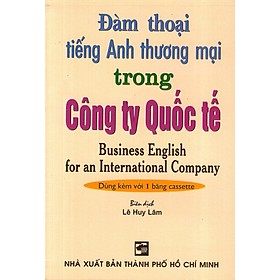 Đàm thoại
tiếng Anh thương mại
trong
Công ty Quốc tế
Business English
for an International Company
Dùng kèm với 1 băng cassette
Biên dịch
Lê Huy Lâm
NHÀ XUẤT BẢN THÀNH PHỐ HỒ CHÍ MINH